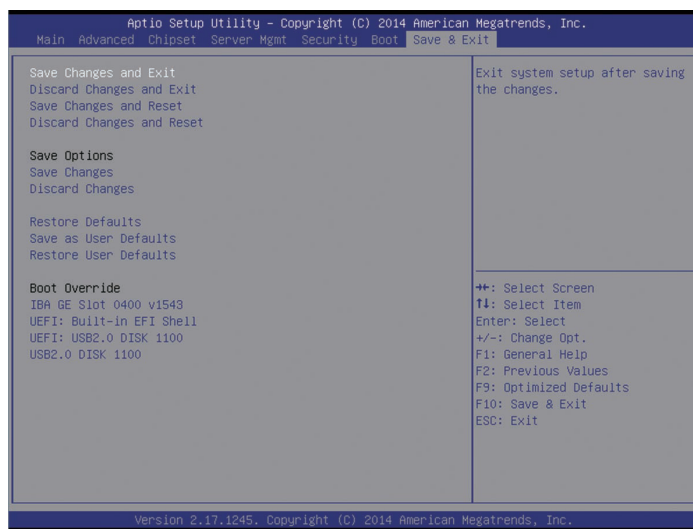 Aptio Setup Utility – Copyright (C) 2014 American Megatrends, Inc.
Main Advanced Chipset Server Mgmt Security Boot Save & Exit
Save Changes and Exit
Discard Changes and Exit
Save Changes and Reset
Discard Changes and Reset
Save Options
Save Changes
Discard Changes
Restore Defaults
Save as User Defaults
Restore User Defaults
Boot Override
IBA GE Slot 0400 v1543
UEFI: Built-in EFI Shell
UEFI: USB2.0 DISK 1100
USB2.0 DISK 1100
Exit system setup after saving
the changes.
→←: Select Screen
↑↓: Select Item
Enter: Select
+/-: Change Opt.
F1: General Help
F2: Previous Values
F9: Optimized Defaults
F10: Save & Exit
ESC: Exit
Version 2.17.1245. Copyright (C) 2014 American Megatrends, Inc.